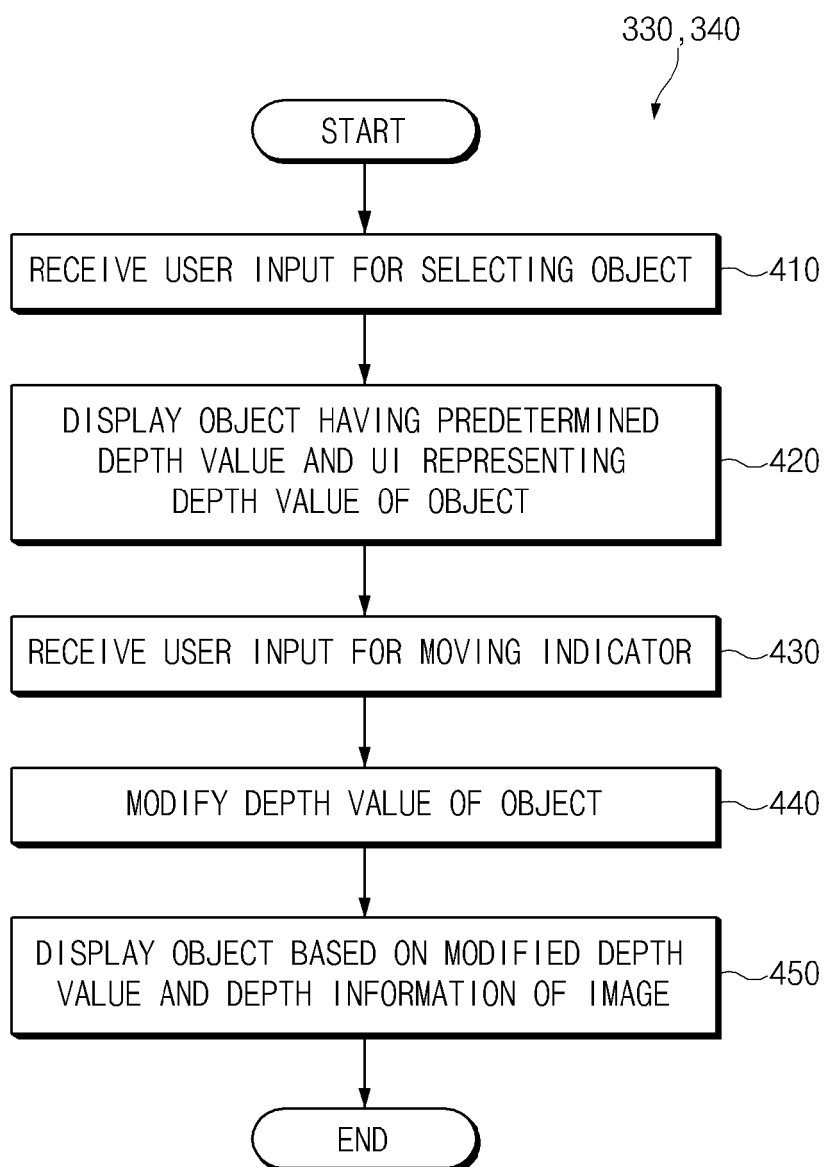 330,340
START
RECEIVE USER INPUT FOR SELECTING OBJECT
410
DISPLAY OBJECT HAVING PREDETERMINED
DEPTH VALUE AND UI REPRESENTING
DEPTH VALUE OF OBJECT
420
RECEIVE USER INPUT FOR MOVING INDICATOR
430
MODIFY DEPTH VALUE OF OBJECT
440
DISPLAY OBJECT BASED ON MODIFIED DEPTH
VALUE AND DEPTH INFORMATION OF IMAGE
450
END